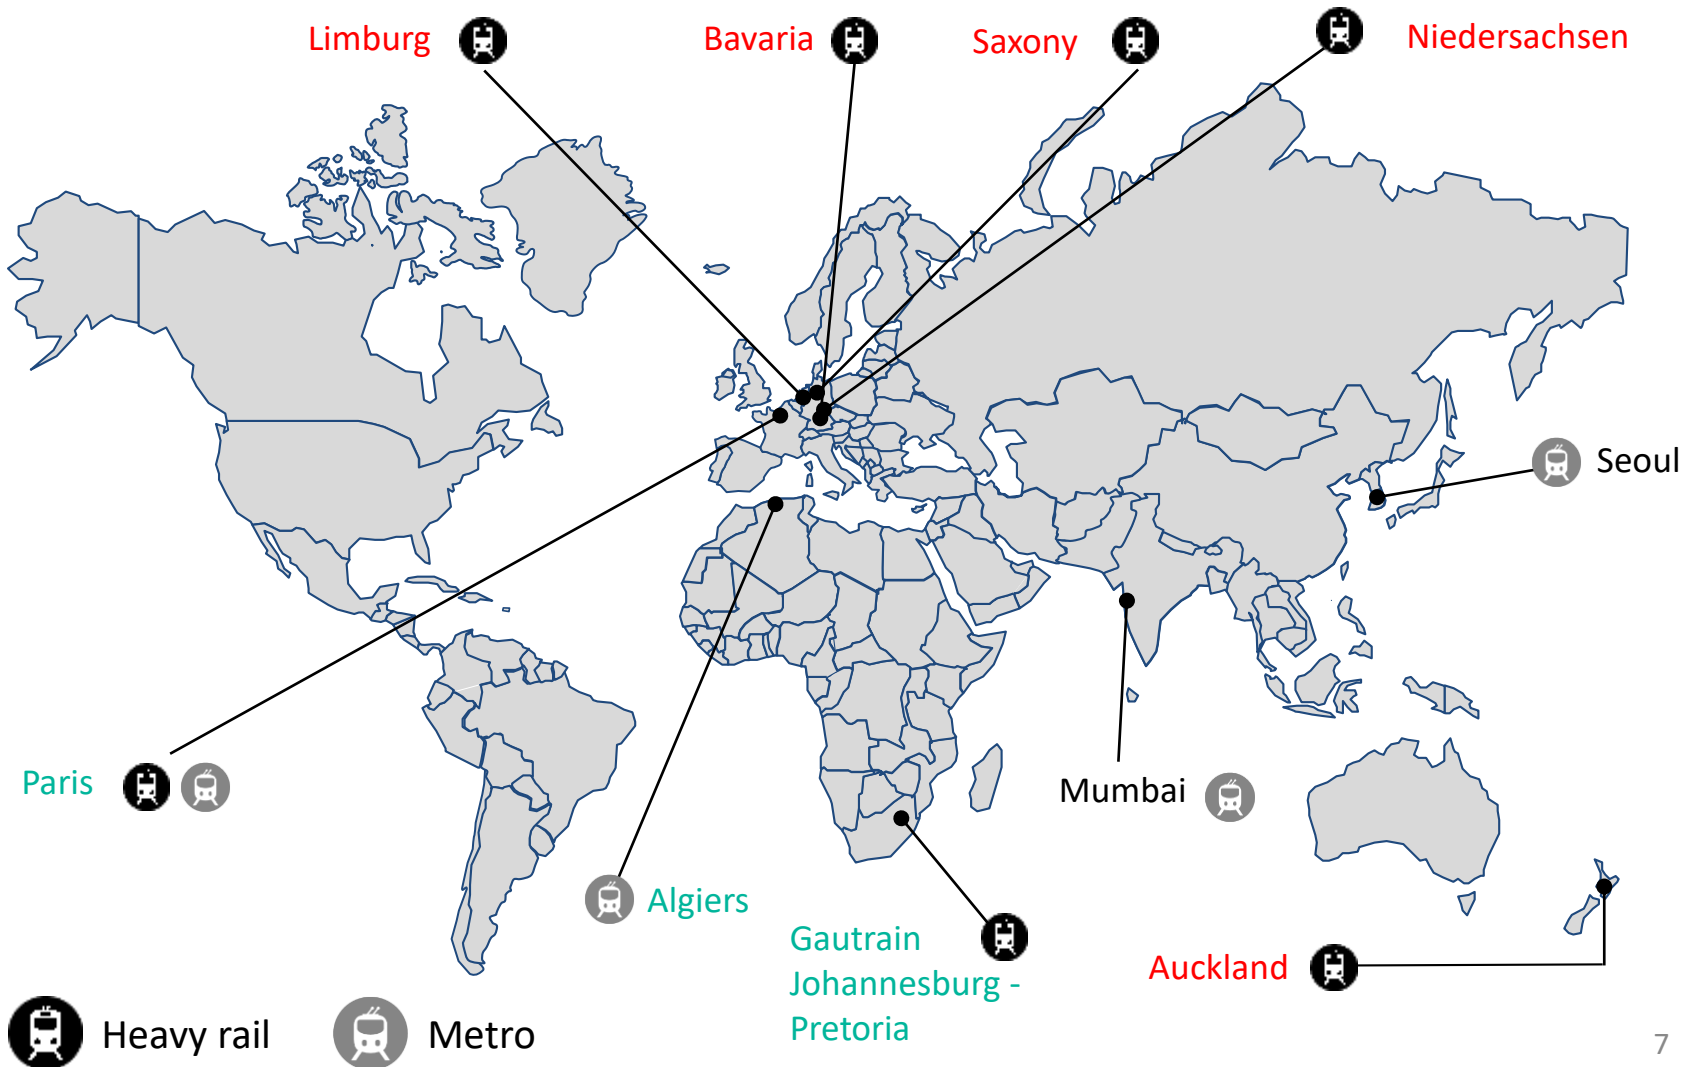 Limburg
Bavaria
Saxony
Niedersachsen
Seoul
Paris
Mumbai
Algiers
Gautrain
Johannesburg -
Pretoria
Auckland
Heavy rail
Metro
7